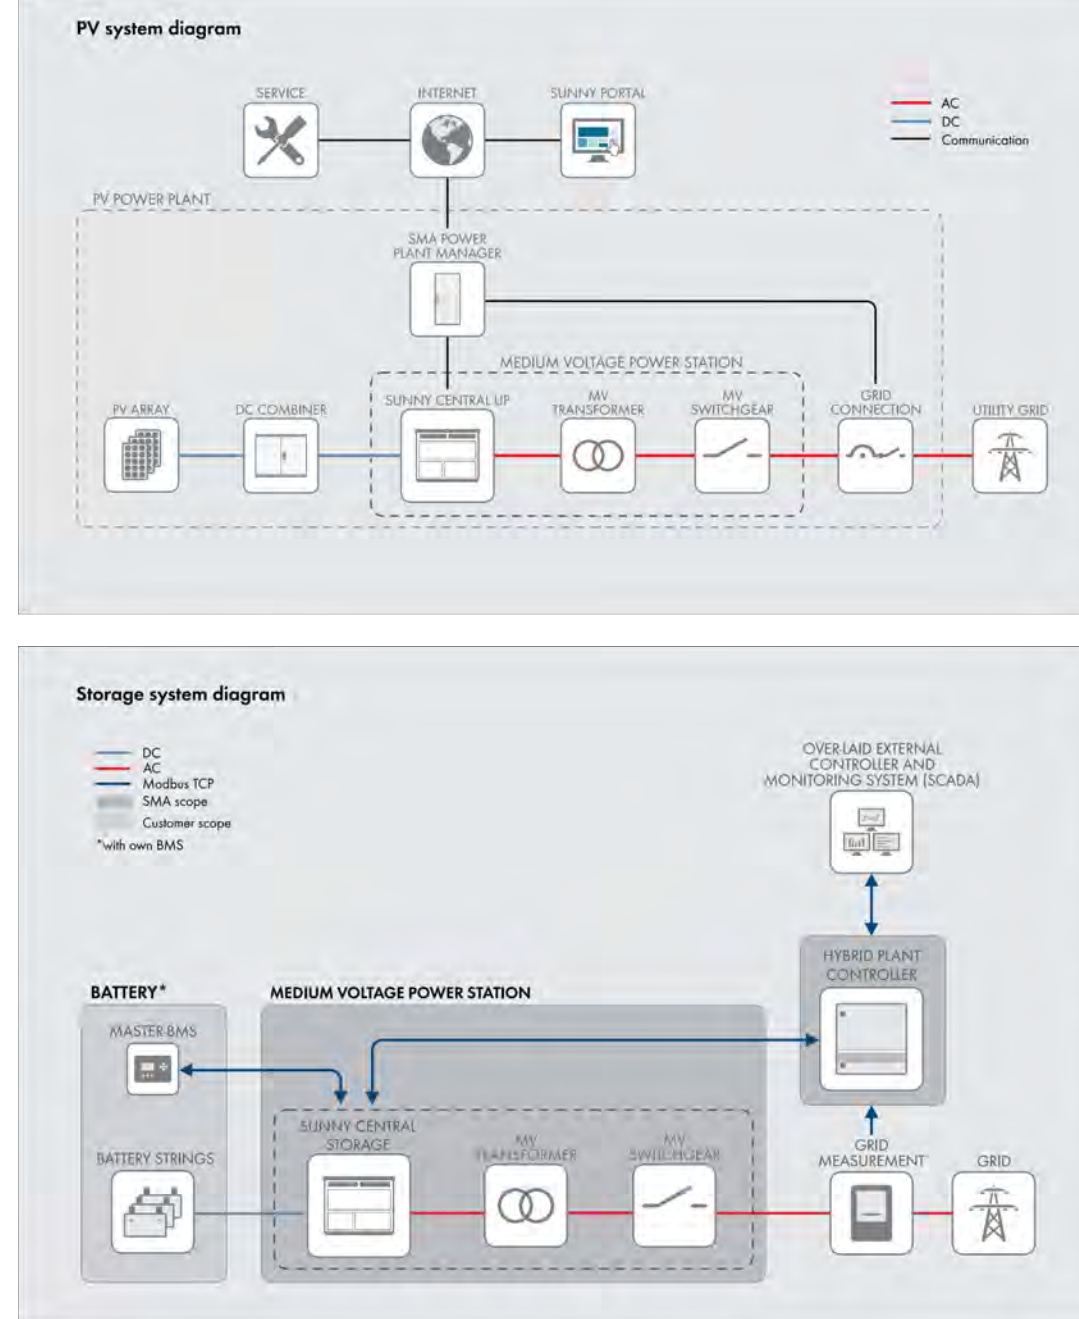 PV system diagram
SERVICE
INTERNET
SUNNY PORTAL
AC
DC
Communication
PV POWER PLANT
SMA POWER
PLANT MANAGER
MEDIUM VOLTAGE POWER STATION
PV ARRAY
DC COMBINER
SUNNY CENTRAL UP
MV
TRANSFORMER
MV
SWITCHGEAR
GRID
CONNECTION
UTILITY GRID
Storage system diagram
DC
AC
Modbus TCP
SMA scope
Customer scope
*with own BMS
OVER-LAID EXTERNAL
CONTROLLER AND
MONITORING SYSTEM (SCADA)
HYBRID PLANT
CONTROLLER
BATTERY*
MEDIUM VOLTAGE POWER STATION
MASTER-BMS
BATTERY STRINGS
SUNNY CENTRAL
STORAGE
MV
TRANSFORMER
MV
SWITCHGEAR
GRID
MEASUREMENT
GRID